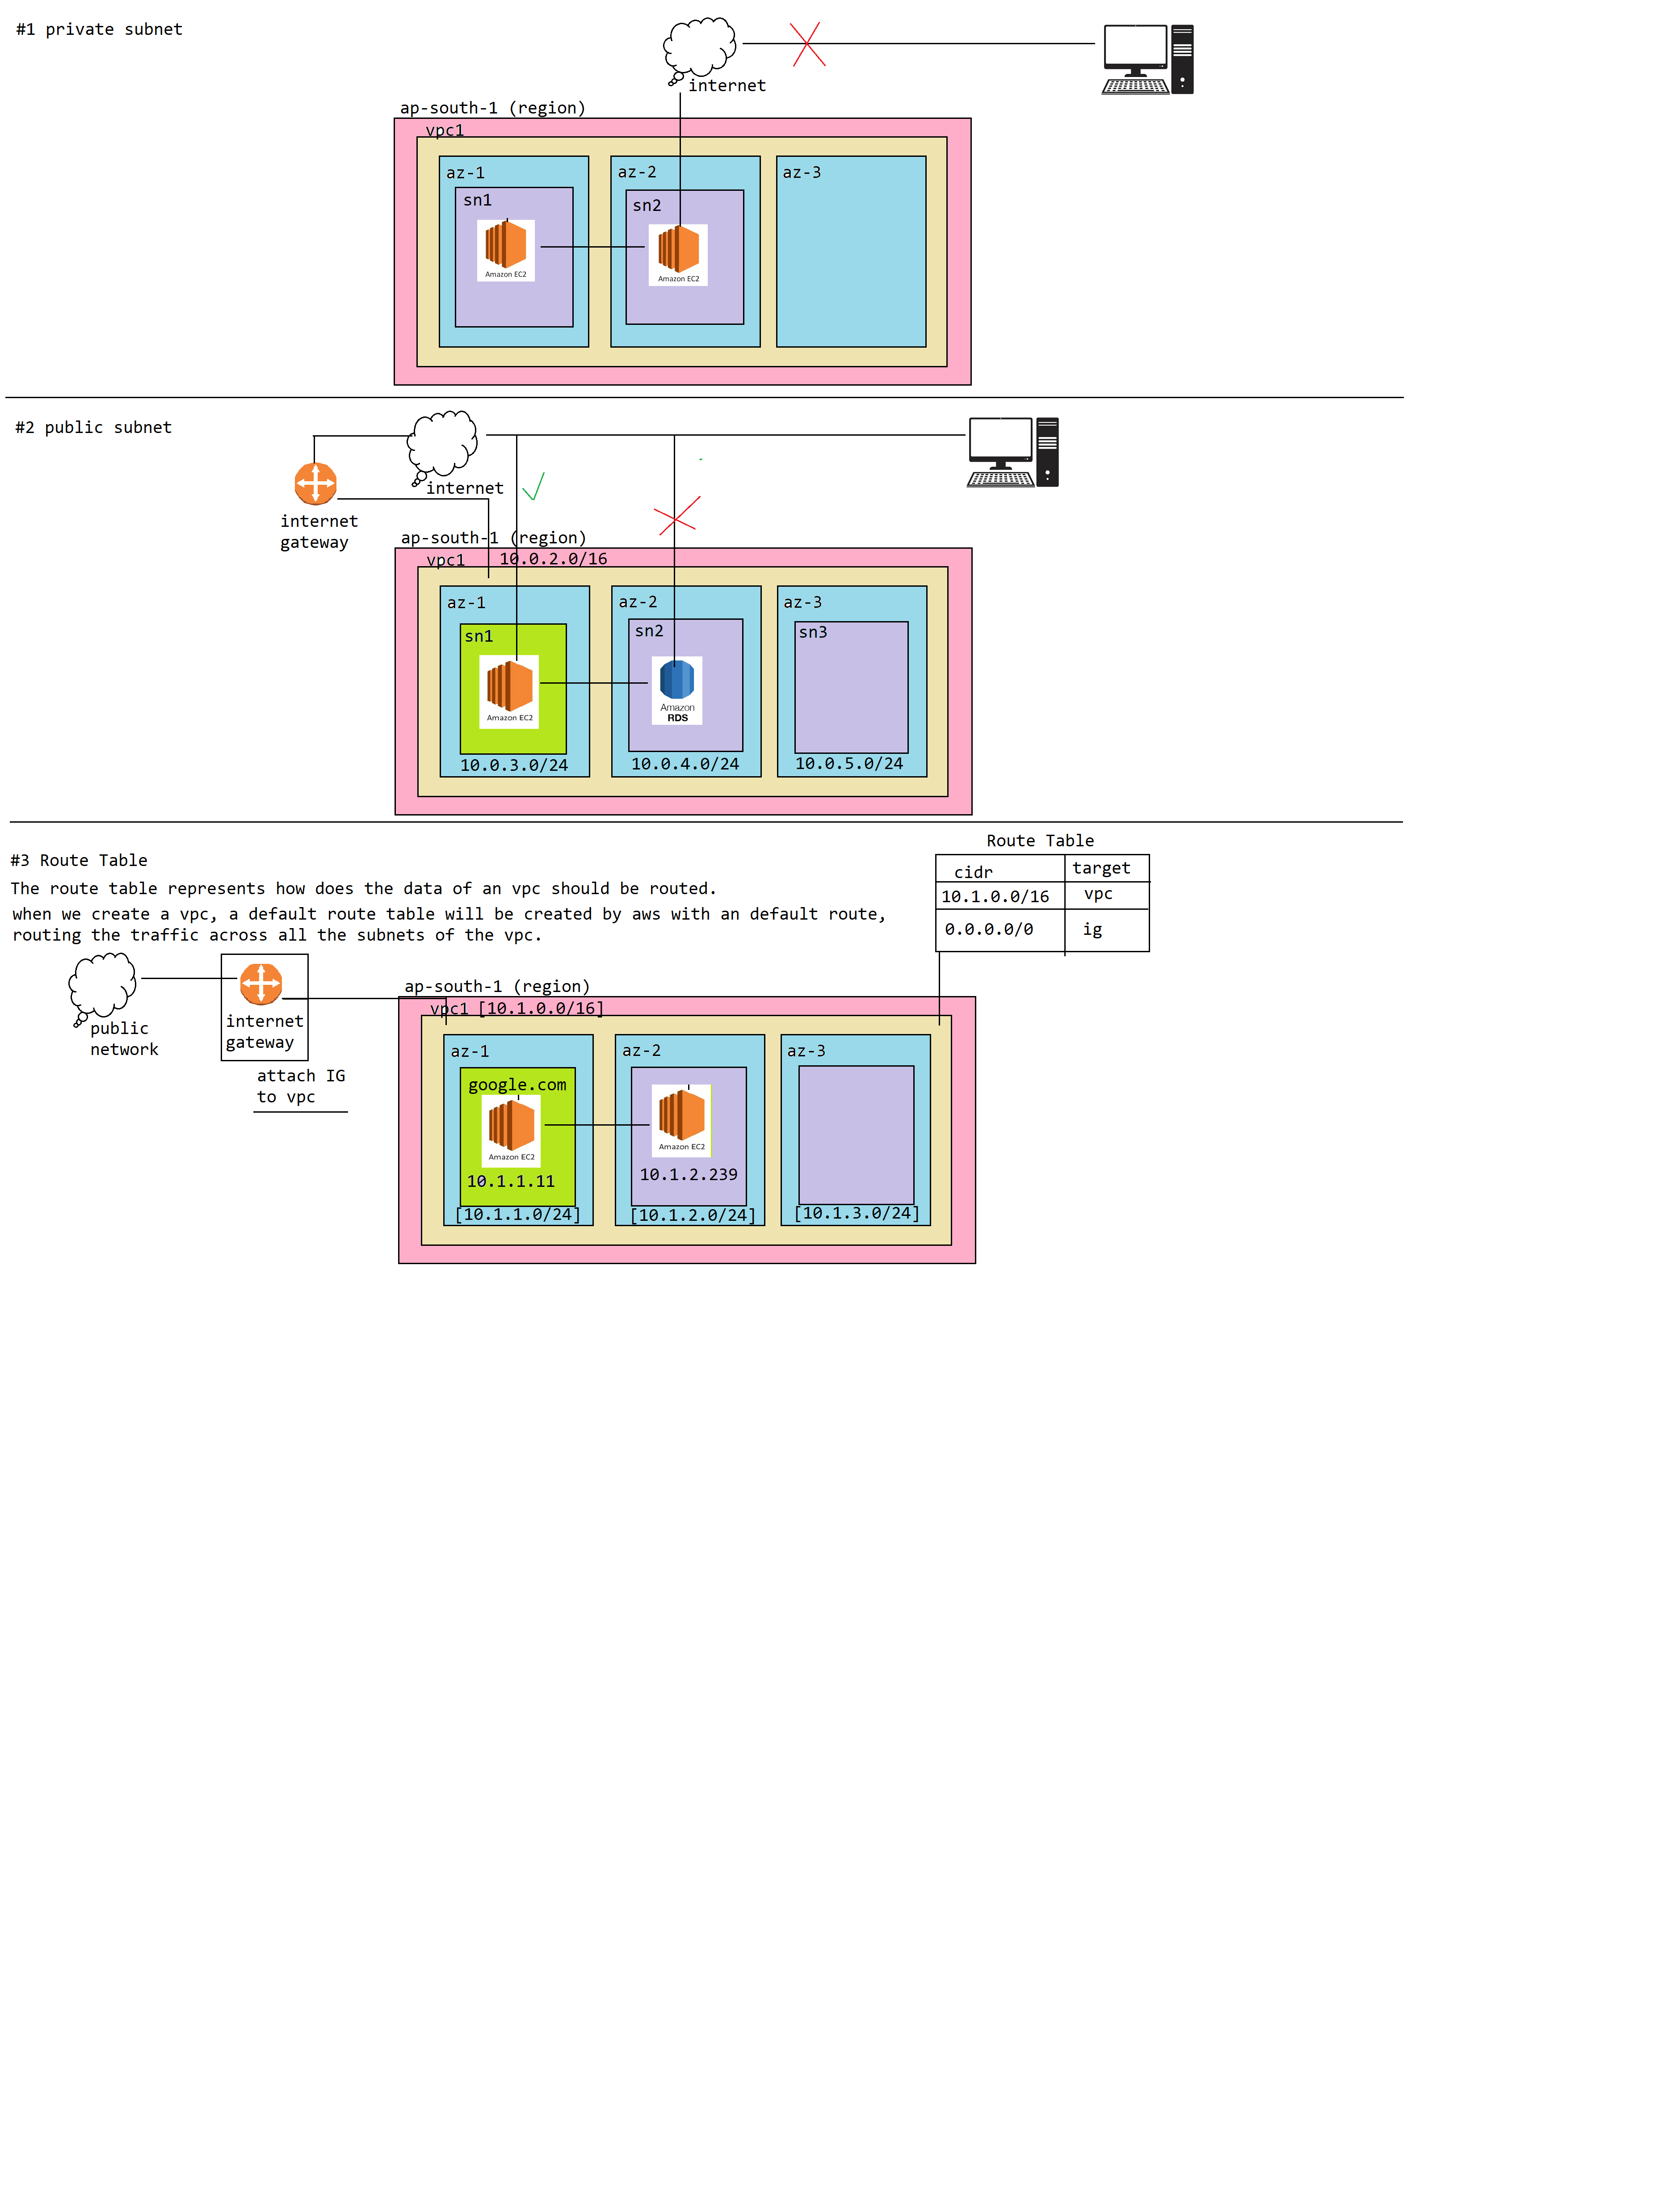 #1 private subnet
internet
ap-south-1 (region)
vpc1
az-1
az-2
az-3
sn1
sn2
Amazon EC2
Amazon EC2
#2 public subnet
internet
internet
gateway
ap-south-1 (region)
vpc1 10.0.2.0/16
az-1
az-2
az-3
sn1
sn2
sn3
Amazon EC2
Amazon
RDS
10.0.3.0/24
10.0.4.0/24
10.0.5.0/24
#3 Route Table
The route table represents how does the data of an vpc should be routed.
when we create a vpc, a default route table will be created by aws with an default route,
routing the traffic across all the subnets of the vpc.
Route Table
cidr target
10.1.0.0/16 vpc
0.0.0.0/0 ig
public
network
internet
gateway
attach IG
to vpc
ap-south-1 (region)
vpc1 [10.1.0.0/16]
az-1
az-2
az-3
google.com
Amazon EC2
Amazon EC2
10.1.1.11
10.1.2.239
[10.1.1.0/24]
[10.1.2.0/24]
[10.1.3.0/24]